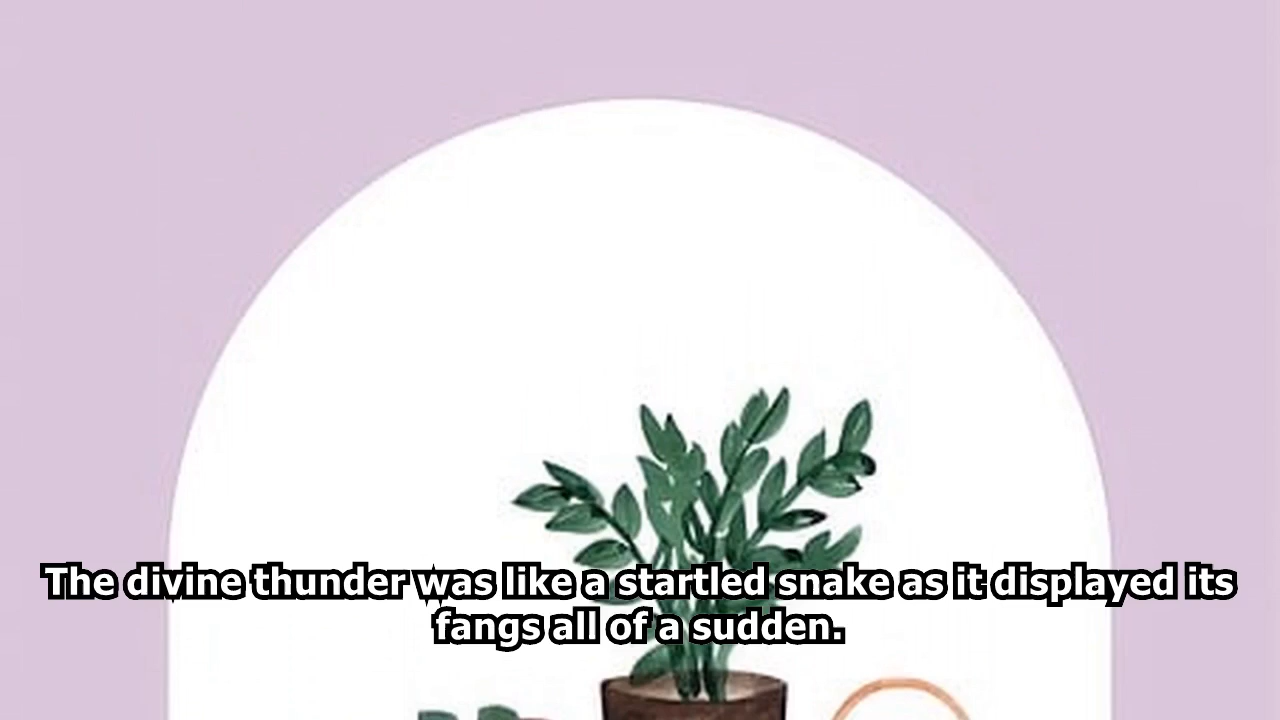 The divine thunder was like a startled snake as it displayed its
fangs all of a sudden.